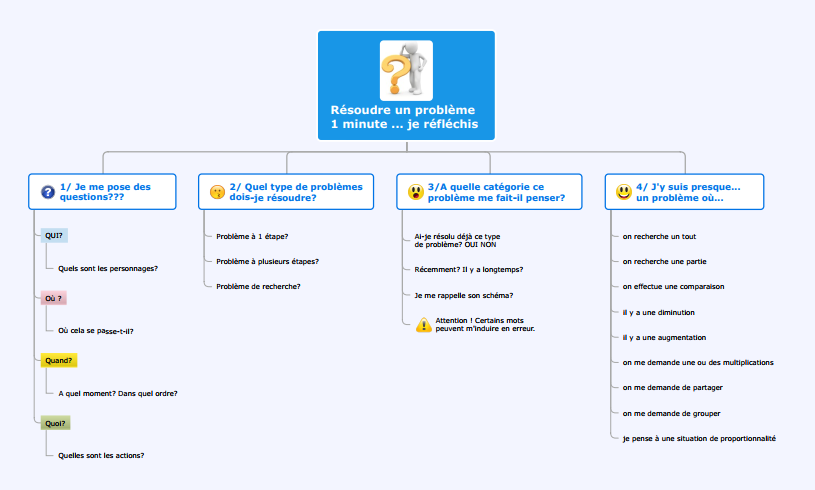 Résoudre un problème
1 minute ... je réfléchis
1/ Je me pose des
questions???
QUI?
Quels sont les personnages?
Où ?
Où cela se passe-t-il?
Quand?
A quel moment? Dans quel ordre?
Quoi?
Quelles sont les actions?
2/ Quel type de problèmes
dois-je résoudre?
Problème à 1 étape?
Problème à plusieurs étapes?
Problème de recherche?
3/A quelle catégorie ce
problème me fait-il penser?
Ai-je résolu déjà ce type
de problème? OUI NON
Récemment? Il y a longtemps?
Je me rappelle son schéma?
Attention ! Certains mots
peuvent m'induire en erreur.
4/ J'y suis presque...
un problème où...
on recherche un tout
on recherche une partie
on effectue une comparaison
il y a une diminution
il y a une augmentation
on me demande une ou des multiplications
on me demande de partager
on me demande de grouper
je pense à une situation de proportionnalité